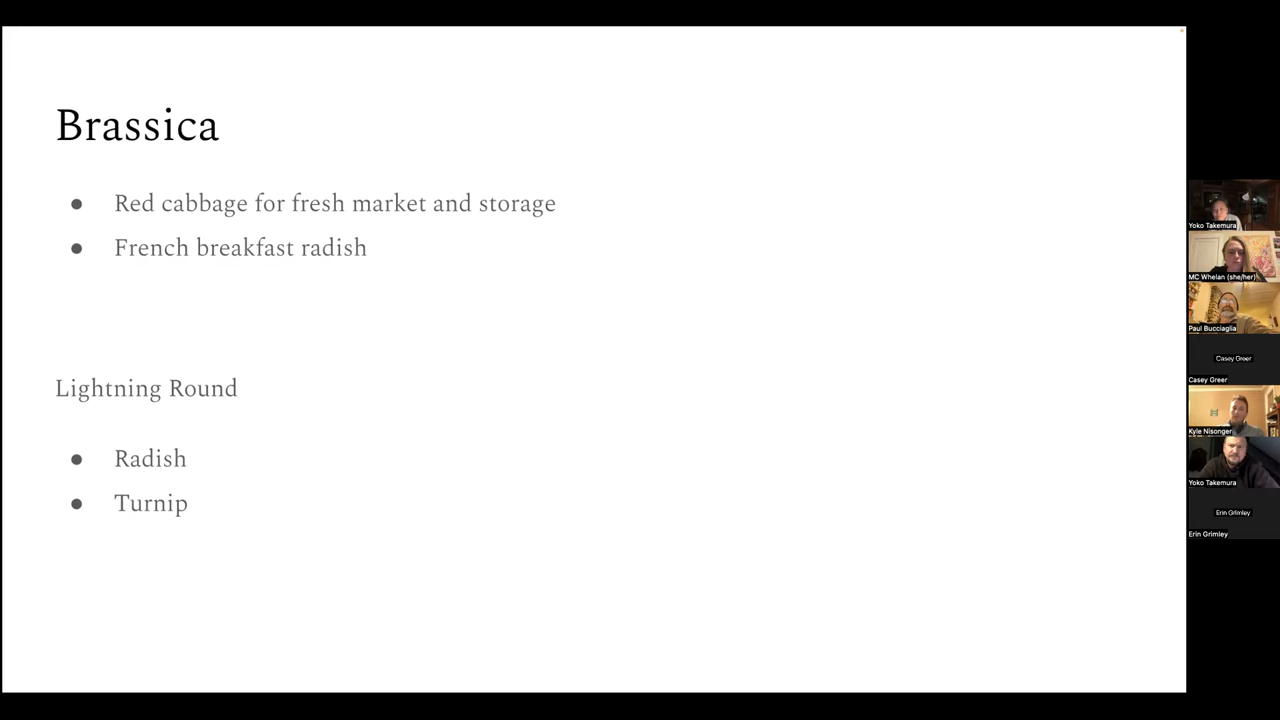 Brassica
● Red cabbage for fresh market and storage
● French breakfast radish
Lightning Round
● Radish
● Turnip
Yoko Takemura
MC Whelan (she/her)
Paul Bucciaglia
Casey Greer
Casey Greer
Kyle Nisonger
Yoko Takemura
Erin Grimley
Erin Grimley